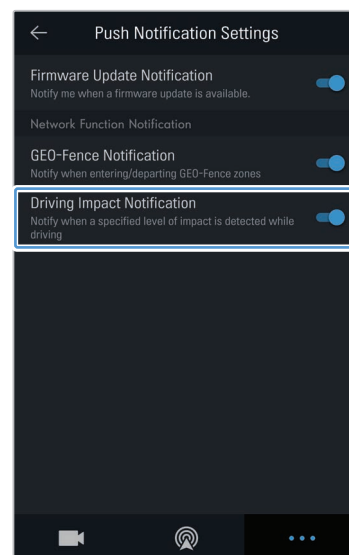 Push Notification Settings
Firmware Update Notification
Notify me when a firmware update is available.
Network Function Notification
GEO-Fence Notification
Notify when entering/departing GEO-Fence zones
Driving Impact Notification
Notify when a specified level of impact is detected while
driving